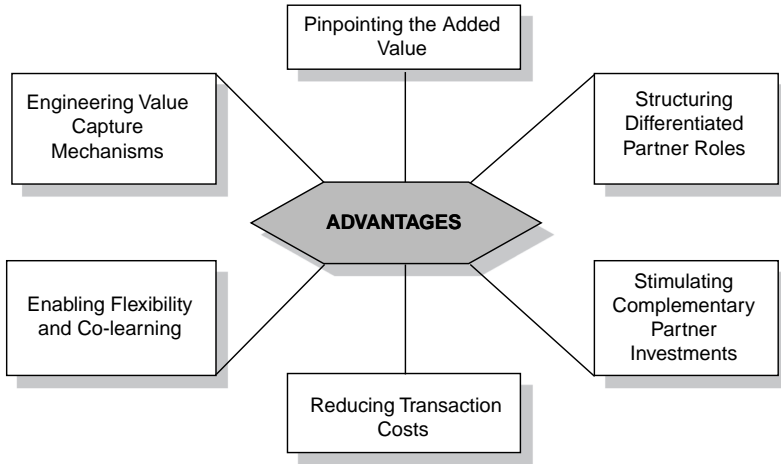 Pinpointing the Added
Value
Engineering Value
Capture
Mechanisms
Structuring
Differentiated
Partner Roles
ADVANTAGES
Enabling Flexibility
and Co-learning
Stimulating
Complementary
Partner
Investments
Reducing Transaction
Costs